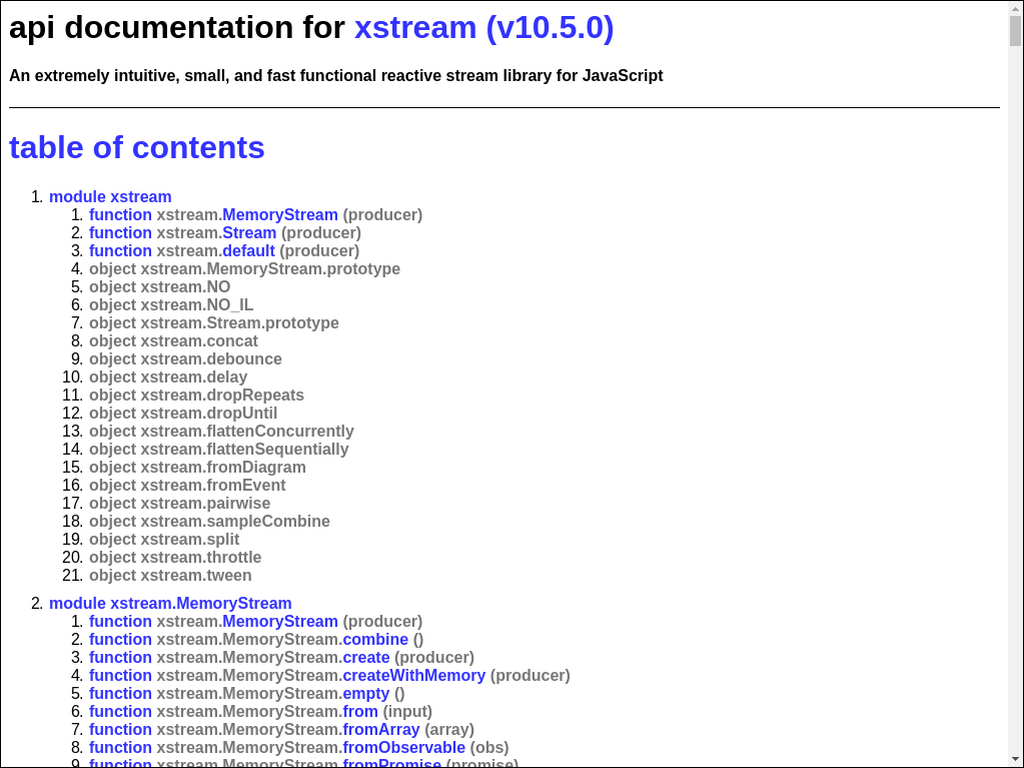 api documentation for xstream (v10.5.0)
An extremely intuitive, small, and fast functional reactive stream library for JavaScript
table of contents
1. module xstream
1. function xstream.MemoryStream (producer)
2. function xstream.Stream (producer)
3. function xstream.default (producer)
4. object xstream.MemoryStream.prototype
5. object xstream.NO
6. object xstream.NO_IL
7. object xstream.Stream.prototype
8. object xstream.concat
9. object xstream.debounce
10. object xstream.delay
11. object xstream.dropRepeats
12. object xstream.dropUntil
13. object xstream.flattenConcurrently
14. object xstream.flattenSequentially
15. object xstream.fromDiagram
16. object xstream.fromEvent
17. object xstream.pairwise
18. object xstream.sampleCombine
19. object xstream.split
20. object xstream.throttle
21. object xstream.tween
2. module xstream.MemoryStream
1. function xstream.MemoryStream (producer)
2. function xstream.MemoryStream.combine ()
3. function xstream.MemoryStream.create (producer)
4. function xstream.MemoryStream.createWithMemory (producer)
5. function xstream.MemoryStream.empty ()
6. function xstream.MemoryStream.from (input)
7. function xstream.MemoryStream.fromArray (array)
8. function xstream.MemoryStream.fromObservable (obs)
9. function xstream.MemoryStream.fromPromise (promise)